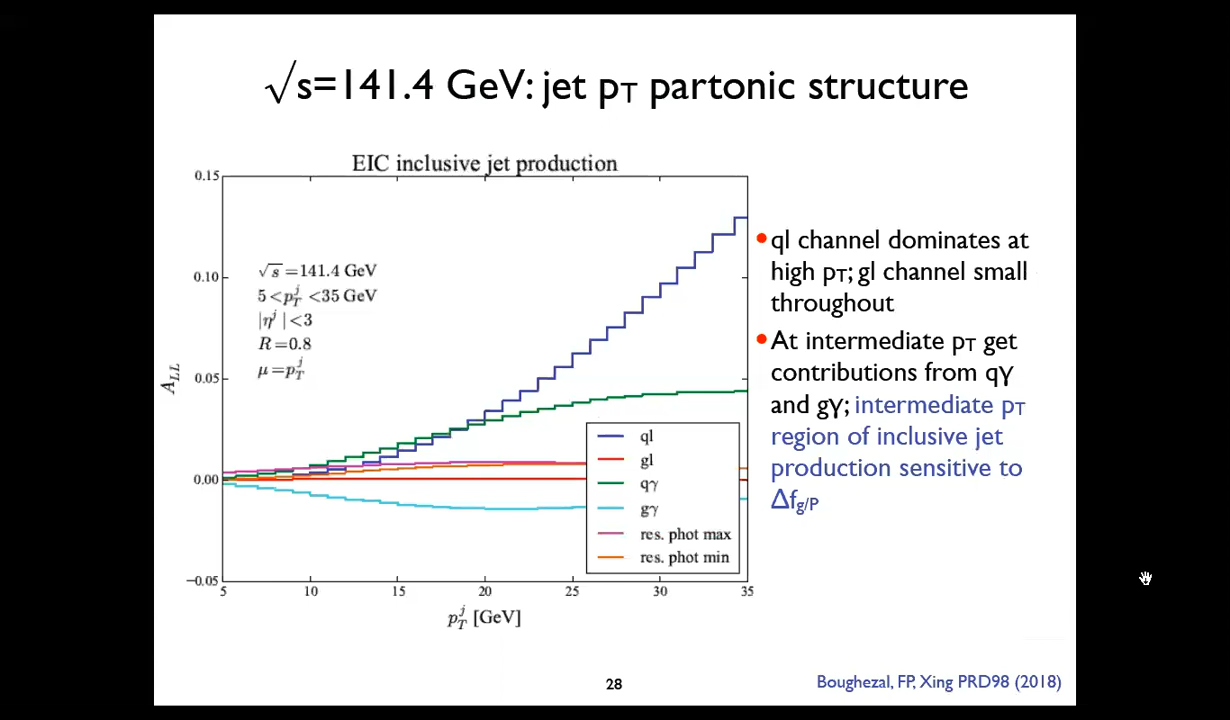 √s=141.4 GeV: jet pT partonic structure
EIC inclusive jet production
0.15
0.10
0.05
0.00
−0.05
A_LL
√s =141.4 GeV
5 <p_T^j <35 GeV
|η^j| <3
R =0.8
μ =p_T^j
ql
gl
qγ
gγ
res. phot max
res. phot min
5 10 15 20 25 30 35
p_T^j [GeV]
•ql channel dominates at
high pT; gl channel small
throughout
•At intermediate pT get
contributions from qγ
and gγ; intermediate pT
region of inclusive jet
production sensitive to
Δfg/P
28
Boughezal, FP, Xing PRD98 (2018)